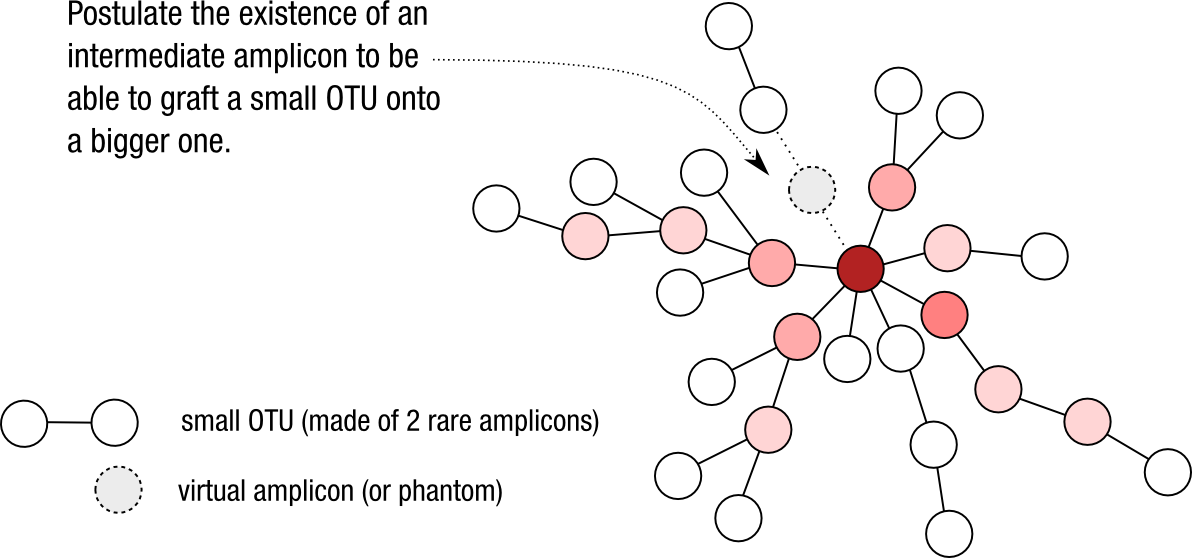 Postulate the existence of an
intermediate amplicon to be
able to graft a small OTU onto
a bigger one.
small OTU (made of 2 rare amplicons)
virtual amplicon (or phantom)